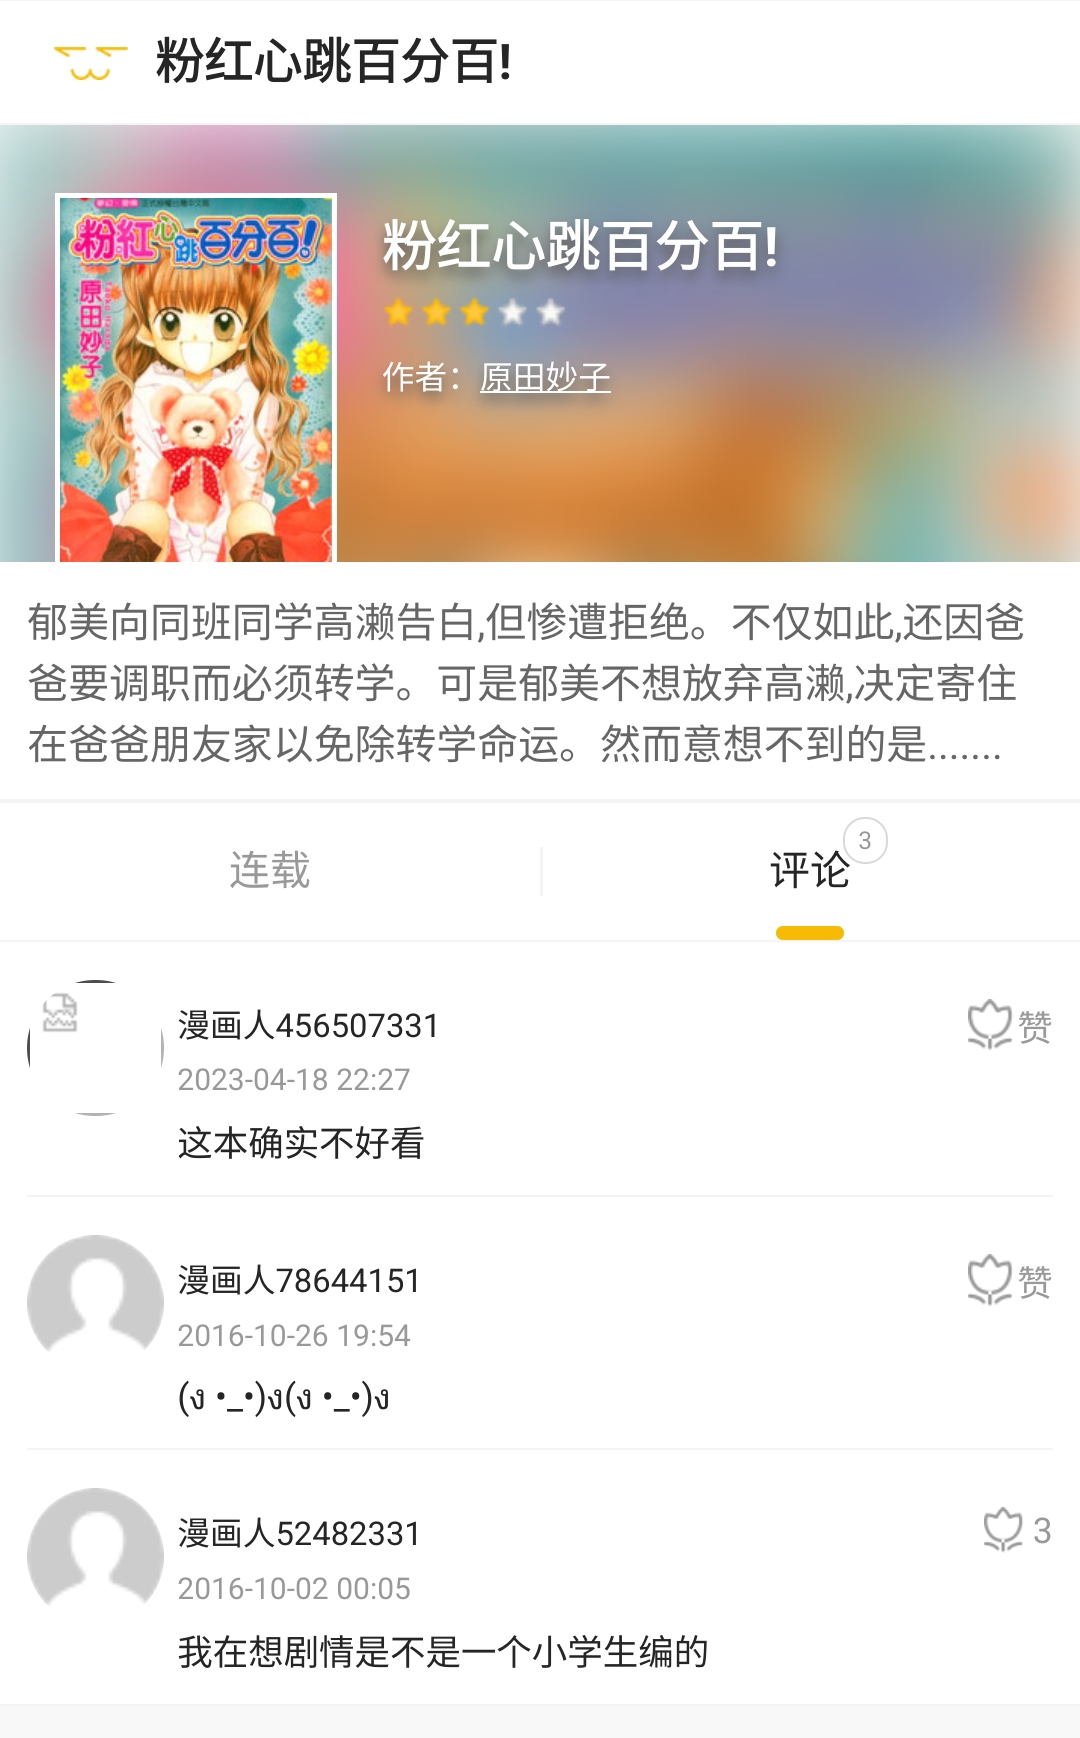 粉红心跳百分百!
粉紅心跳百分百!
原田妙子
粉红心跳百分百!
作者：原田妙子
郁美向同班同学高濑告白,但惨遭拒绝。不仅如此,还因爸
爸要调职而必须转学。可是郁美不想放弃高濑,决定寄住
在爸爸朋友家以免除转学命运。然而意想不到的是.......
连载
评论
3
漫画人456507331
赞
2023-04-18 22:27
这本确实不好看
漫画人78644151
赞
2016-10-26 19:54
(ง •_•)ง(ง •_•)ง
漫画人52482331
3
2016-10-02 00:05
我在想剧情是不是一个小学生编的